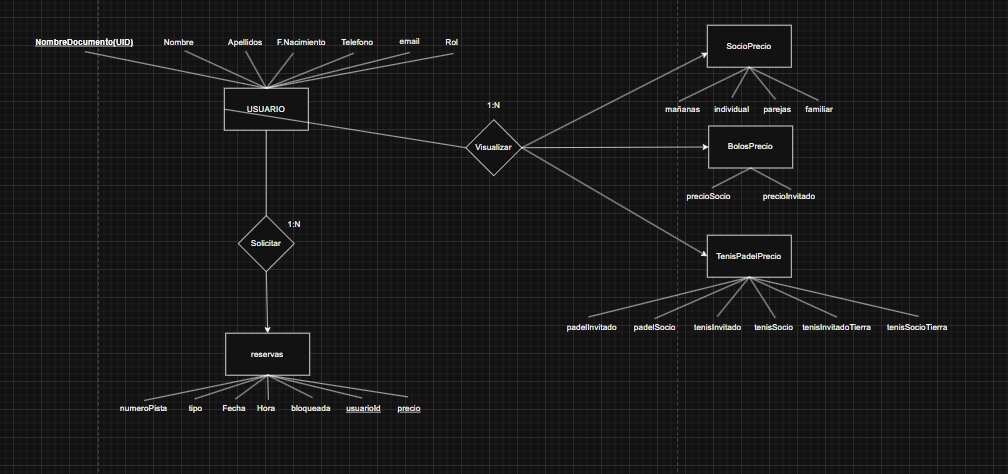 NombreDocumento(UID)
Nombre
Apellidos
F.Nacimiento
Telefono
email
Rol
USUARIO
1:N
Visualizar
SocioPrecio
mañanas
individual
parejas
familiar
BolosPrecio
precioSocio
precioInvitado
1:N
Solicitar
TenisPadelPrecio
padelInvitado
padelSocio
tenisInvitado
tenisSocio
tenisInvitadoTierra
tenisSocioTierra
reservas
numeroPista
tipo
Fecha
Hora
bloqueada
usuarioId
precio